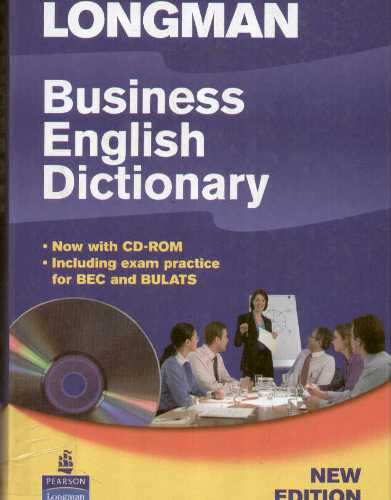 LONGMAN
Business
English
Dictionary
• Now with CD-ROM
• Including exam practice
for BEC and BULATS
PEARSON
Longman
NEW
EDITION